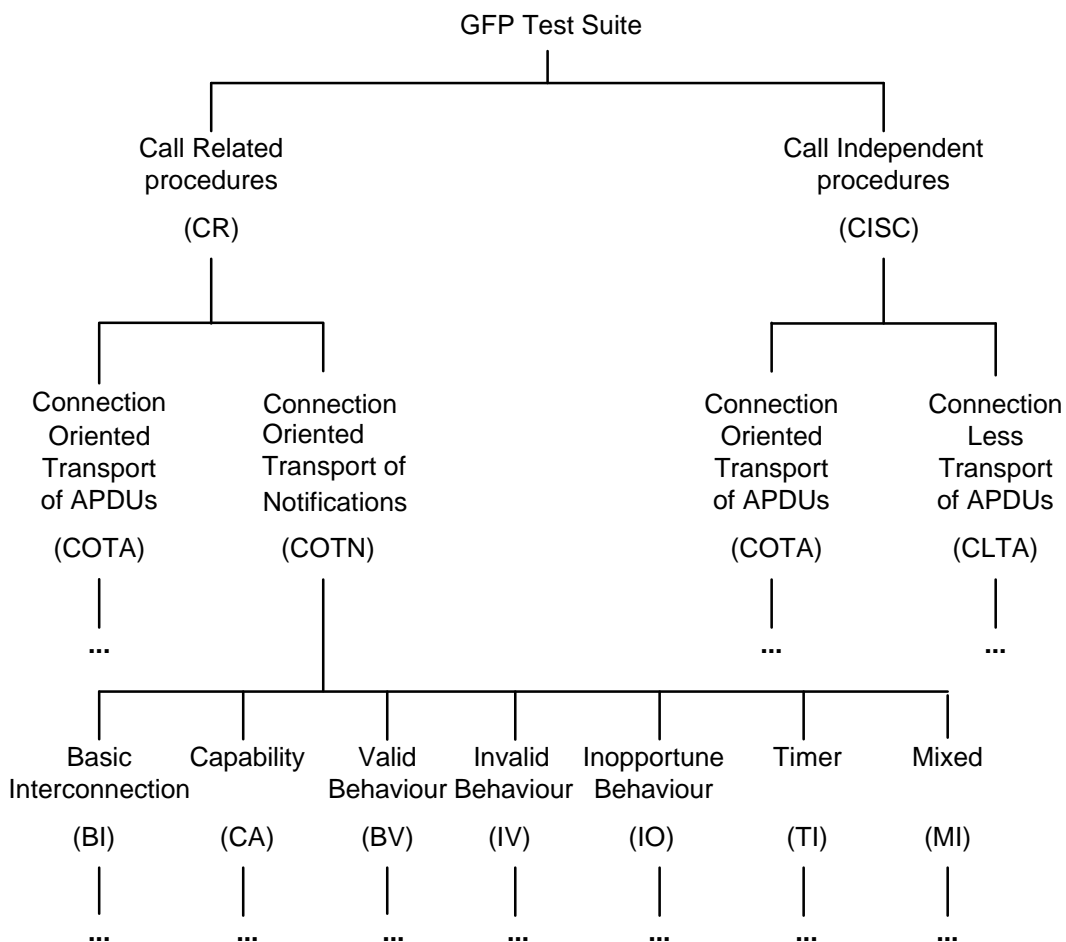 GFP Test Suite
Call Related
procedures
(CR)
Call Independent
procedures
(CISC)
Connection
Oriented
Transport
of APDUs
(COTA)
...
Connection
Oriented
Transport of
Notifications
(COTN)
Connection
Oriented
Transport
of APDUs
(COTA)
...
Connection
Less
Transport
of APDUs
(CLTA)
...
Basic
Interconnection
(BI)
...
Capability
(CA)
...
Valid
Behaviour
(BV)
...
Invalid
Behaviour
(IV)
...
Inopportune
Behaviour
(IO)
...
Timer
(TI)
...
Mixed
(MI)
...